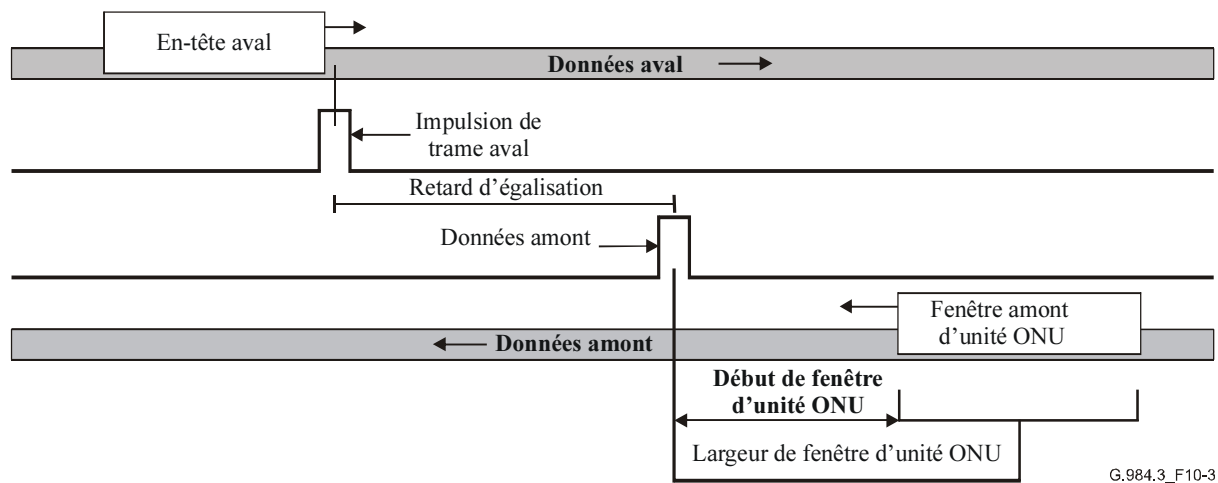 En-tête aval
Données aval
Impulsion de
trame aval
Retard d'égalisation
Données amont
Fenêtre amont
d'unité ONU
Données amont
Début de fenêtre
d'unité ONU
Largeur de fenêtre d'unité ONU
G.984.3_F10-3